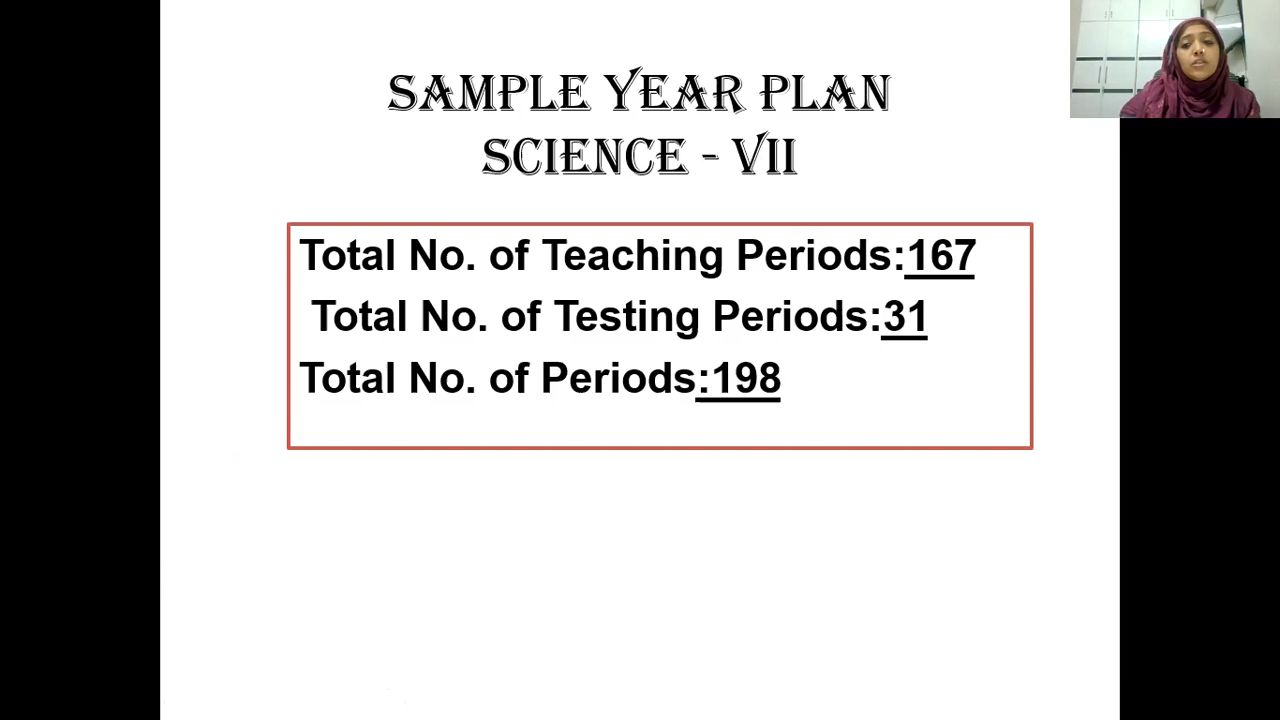 SAMPLE YEAR PLAN
SCIENCE - VII
Total No. of Teaching Periods:167
Total No. of Testing Periods:31
Total No. of Periods:198